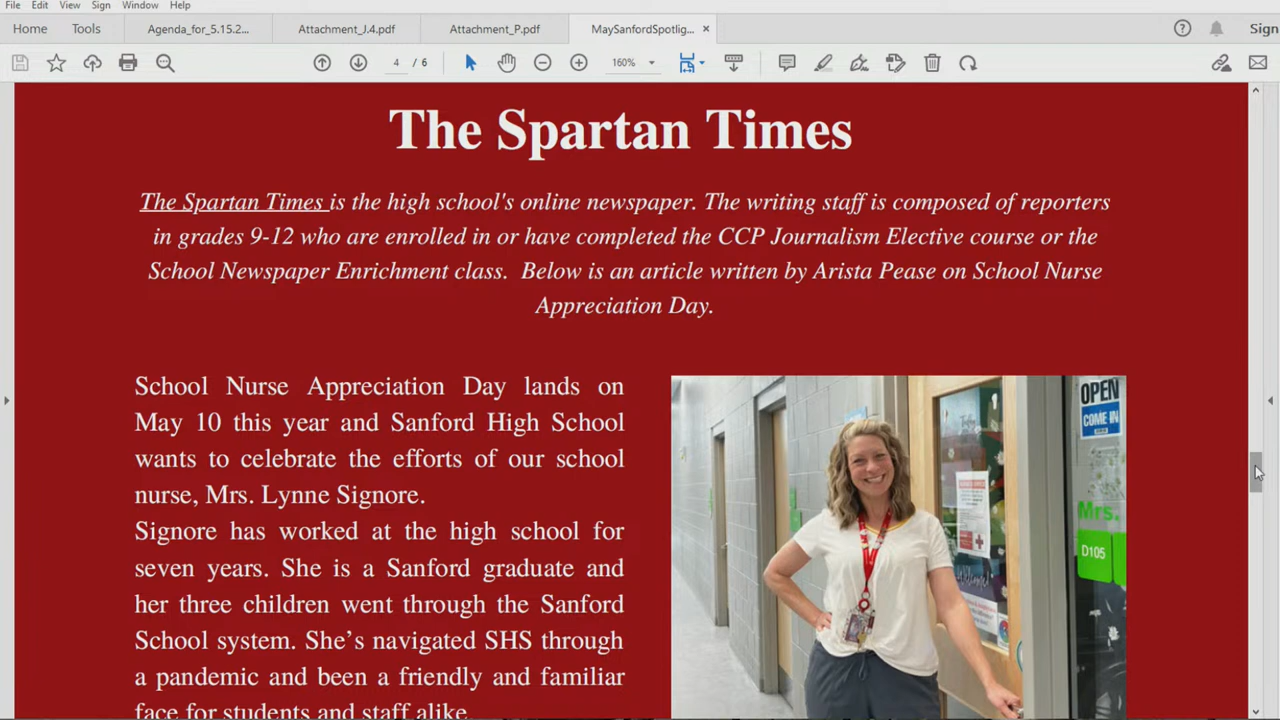 File Edit View Sign Window Help
Home Tools Agenda_for_5.15.2... Attachment_J.4.pdf Attachment_P.pdf MaySanfordSpotlig... × Sign
4 / 6 160%
The Spartan Times
The Spartan Times is the high school's online newspaper. The writing staff is composed of reporters
in grades 9-12 who are enrolled in or have completed the CCP Journalism Elective course or the
School Newspaper Enrichment class. Below is an article written by Arista Pease on School Nurse
Appreciation Day.
School Nurse Appreciation Day lands on
May 10 this year and Sanford High School
wants to celebrate the efforts of our school
nurse, Mrs. Lynne Signore.
Signore has worked at the high school for
seven years. She is a Sanford graduate and
her three children went through the Sanford
School system. She’s navigated SHS through
a pandemic and been a friendly and familiar
face for students and staff alike.
OPEN
COME IN
Mrs.
D105